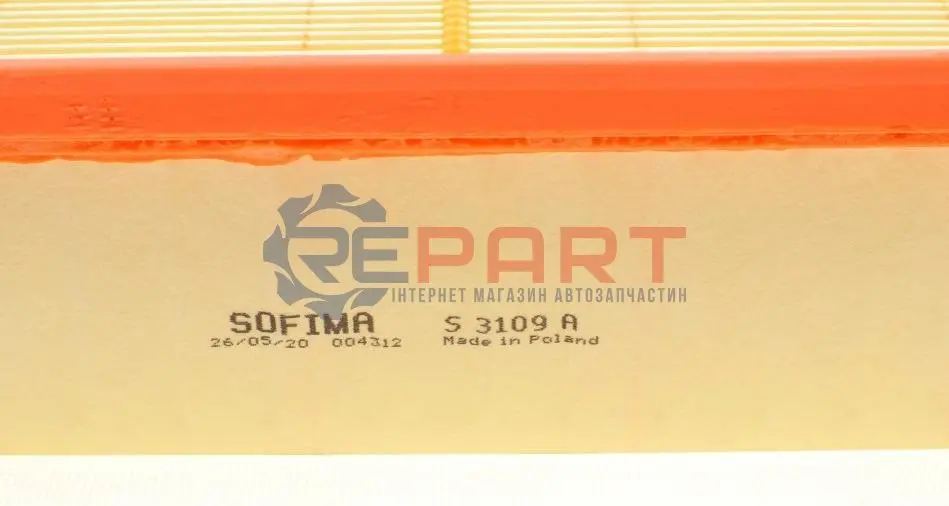 REPART
ІНТЕРНЕТ МАГАЗИН АВТОЗАПЧАСТИН
SOFIMA S 3109 A
26/05/20 004312 Made in Poland